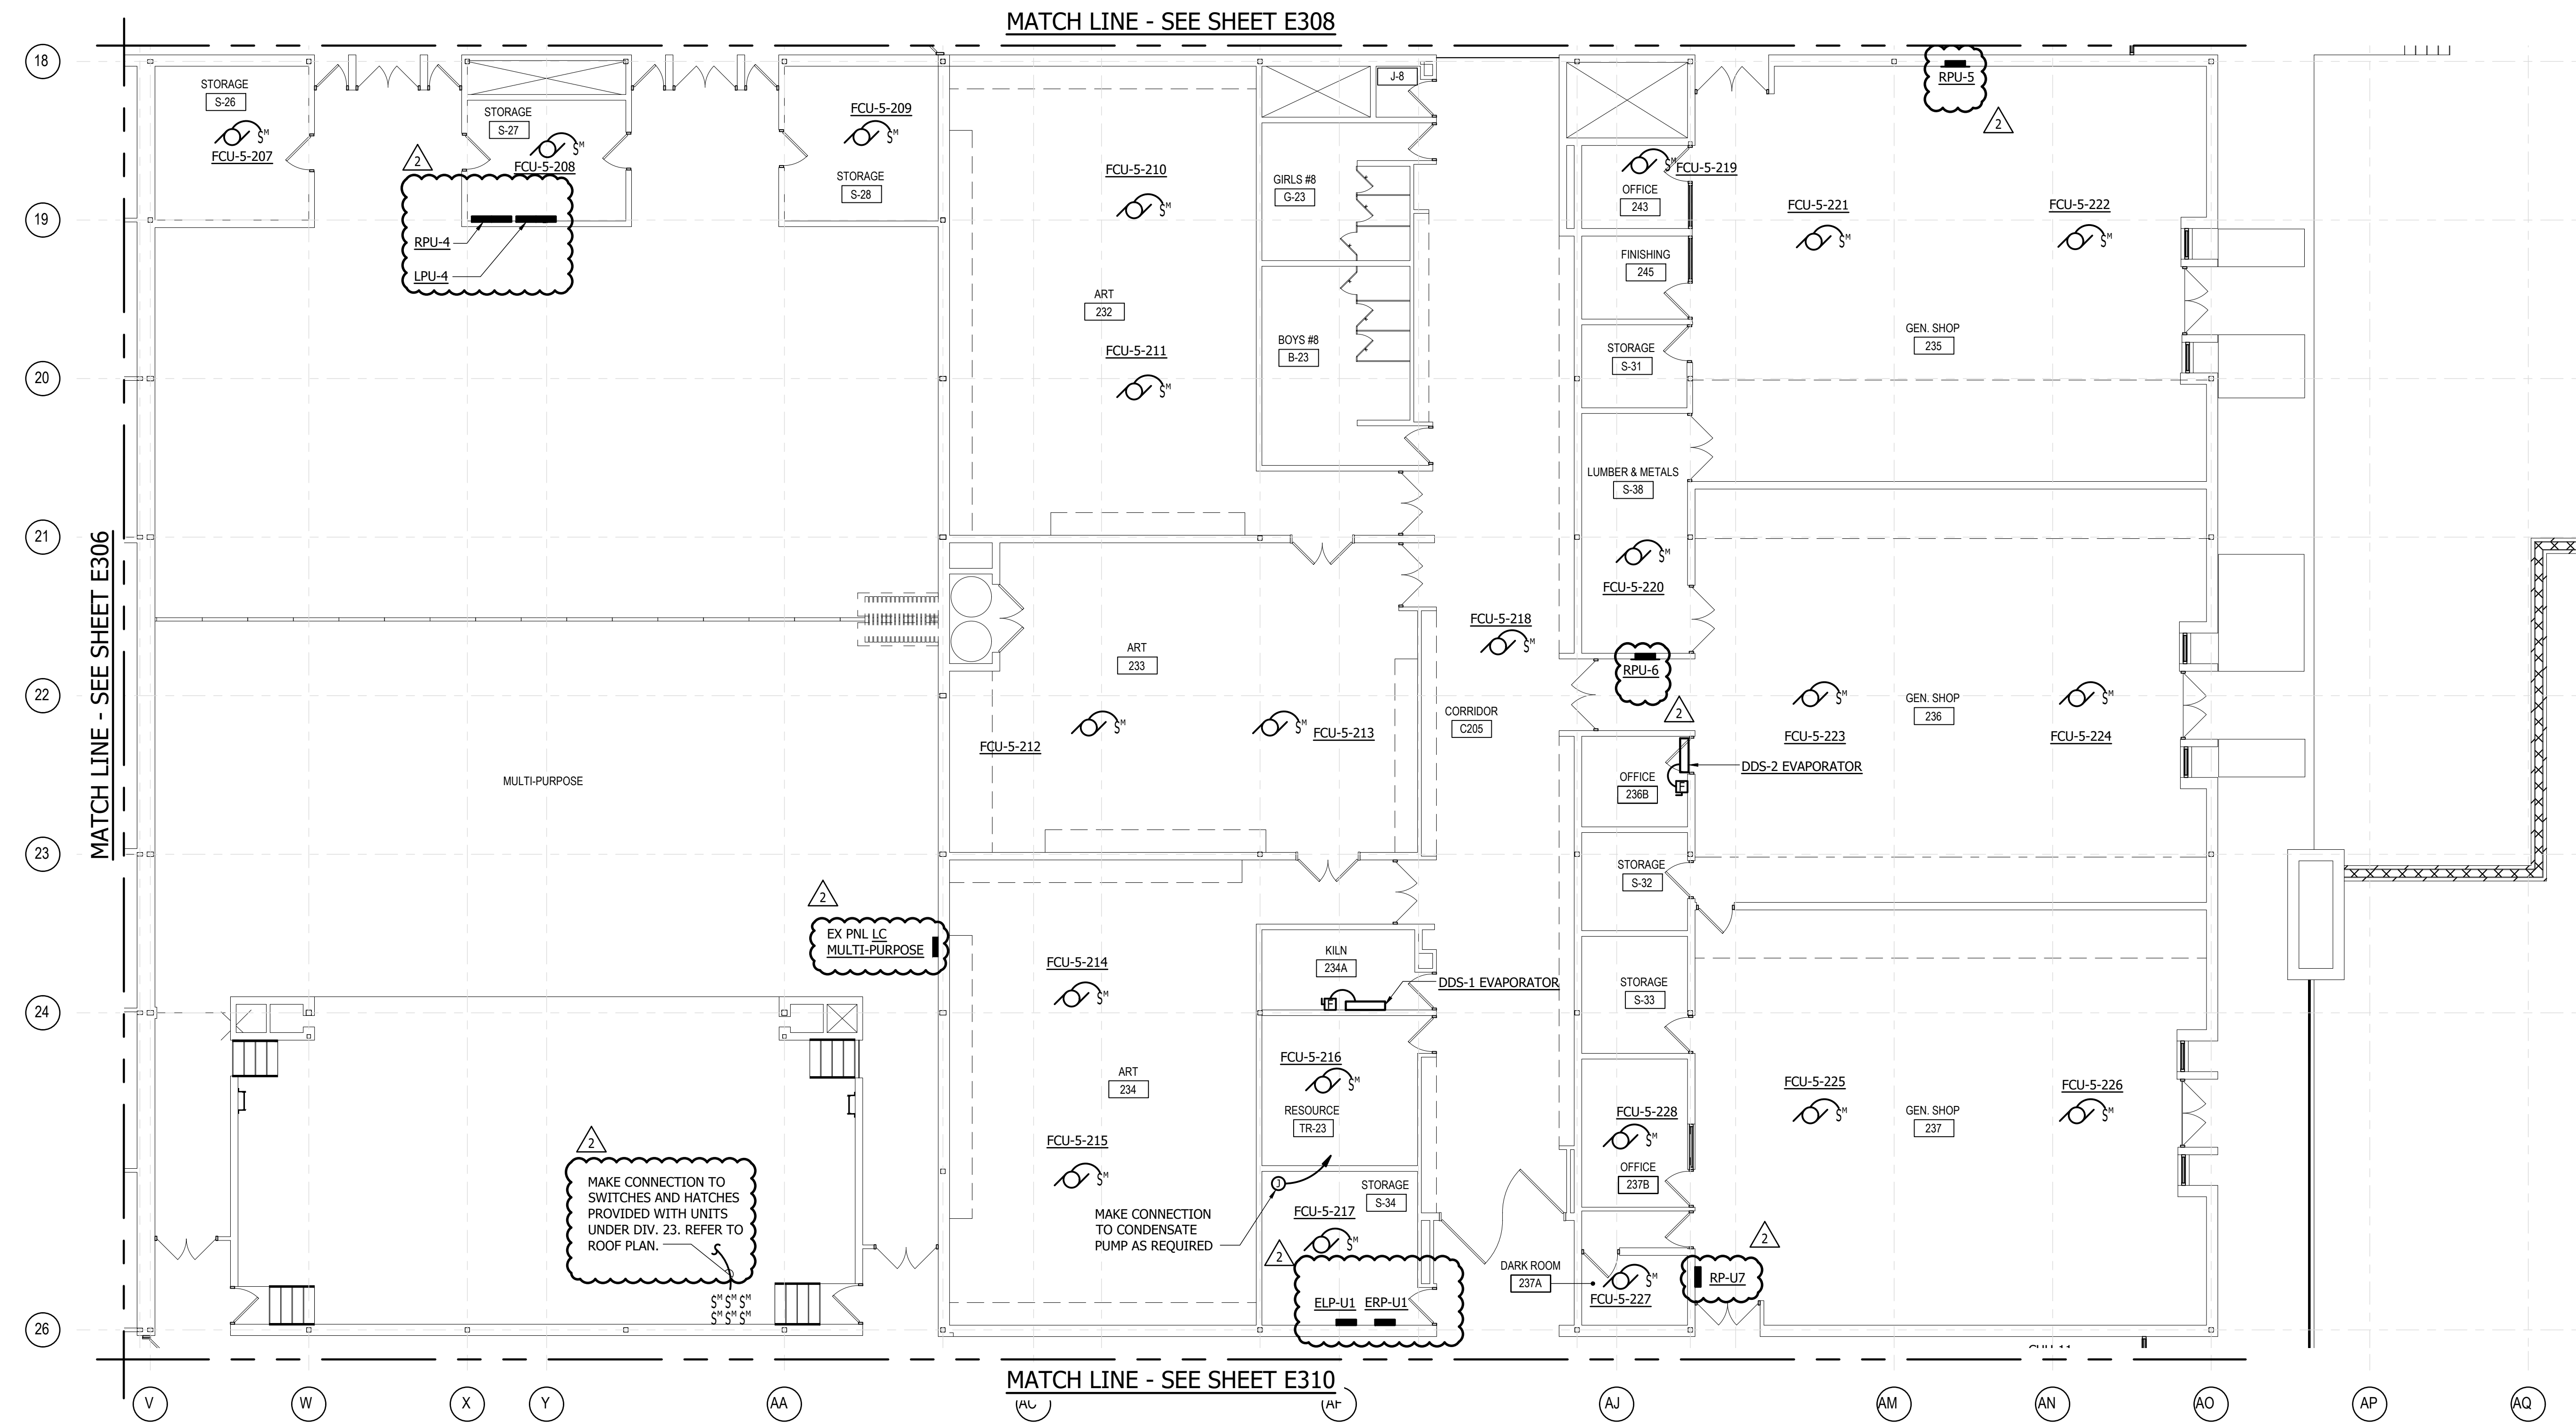 MATCH LINE - SEE SHEET E308
18
STORAGE
S-26
S^M
FCU-5-207
STORAGE
S-27
S^M
FCU-5-208
2
RPU-4
LPU-4
FCU-5-209
S^M
STORAGE
S-28
FCU-5-210
S^M
J-8
GIRLS #8
G-23
ART
232
FCU-5-211
S^M
BOYS #8
B-23
S^M
FCU-5-219
OFFICE
243
FINISHING
245
STORAGE
S-31
LUMBER & METALS
S-38
S^M
FCU-5-220
RPU-5
2
FCU-5-221
S^M
FCU-5-222
S^M
GEN. SHOP
235
19
20
21
MATCH LINE - SEE SHEET E306
22
23
24
26
ART
233
S^M
FCU-5-212
S^M
FCU-5-213
FCU-5-218
S^M
CORRIDOR
C205
RPU-6
2
S^M
FCU-5-223
GEN. SHOP
236
S^M
FCU-5-224
DDS-2 EVAPORATOR
OFFICE
236B
F
MULTI-PURPOSE
STORAGE
S-32
2
EX PNL LC
MULTI-PURPOSE
FCU-5-214
S^M
KILN
234A
F
DDS-1 EVAPORATOR
STORAGE
S-33
FCU-5-216
S^M
ART
234
RESOURCE
TR-23
FCU-5-215
S^M
J
MAKE CONNECTION
TO CONDENSATE
PUMP AS REQUIRED
STORAGE
S-34
FCU-5-217
S^M
2
ELP-U1
ERP-U1
FCU-5-228
S^M
OFFICE
237B
DARK ROOM
237A
S^M
FCU-5-227
2
RP-U7
FCU-5-225
S^M
GEN. SHOP
237
FCU-5-226
S^M
2
MAKE CONNECTION TO
SWITCHES AND HATCHES
PROVIDED WITH UNITS
UNDER DIV. 23. REFER TO
ROOF PLAN.
S
S^M S^M S^M
S^M S^M S^M
MATCH LINE - SEE SHEET E310
V
W
X
Y
AA
AC
AF
AJ
AM
AN
AO
AP
AQ